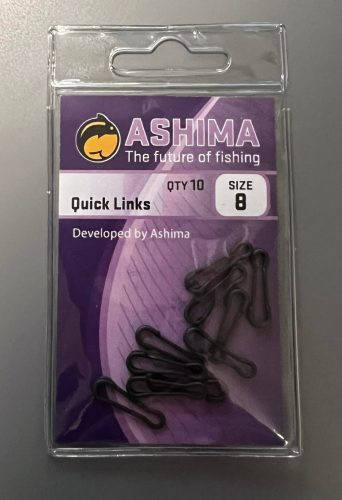 ASHIMA
The future of fishing
Quick Links
QTY 10
SIZE
8
Developed by Ashima